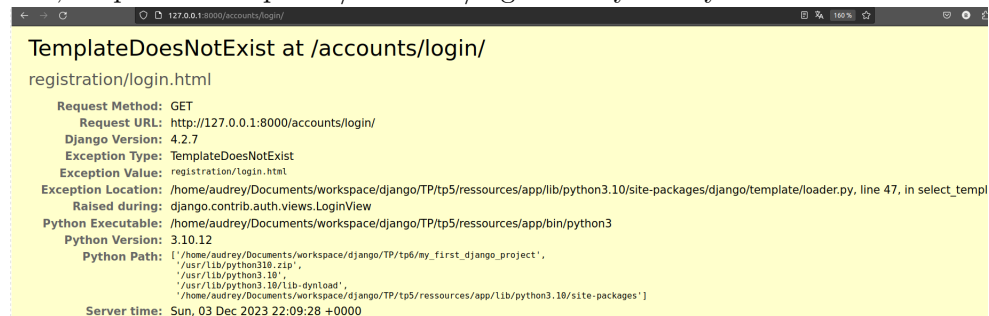 127.0.0.1:8000/accounts/login/ 160 %
TemplateDoesNotExist at /accounts/login/
registration/login.html
Request Method: GET
Request URL: http://127.0.0.1:8000/accounts/login/
Django Version: 4.2.7
Exception Type: TemplateDoesNotExist
Exception Value: registration/login.html
Exception Location: /home/audrey/Documents/workspace/django/TP/tp5/ressources/app/lib/python3.10/site-packages/django/template/loader.py, line 47, in select_templ
Raised during: django.contrib.auth.views.LoginView
Python Executable: /home/audrey/Documents/workspace/django/TP/tp5/ressources/app/bin/python3
Python Version: 3.10.12
Python Path: ['/home/audrey/Documents/workspace/django/TP/tp6/my_first_django_project',
'/usr/lib/python310.zip',
'/usr/lib/python3.10',
'/usr/lib/python3.10/lib-dynload',
'/home/audrey/Documents/workspace/django/TP/tp5/ressources/app/lib/python3.10/site-packages']
Server time: Sun, 03 Dec 2023 22:09:28 +0000